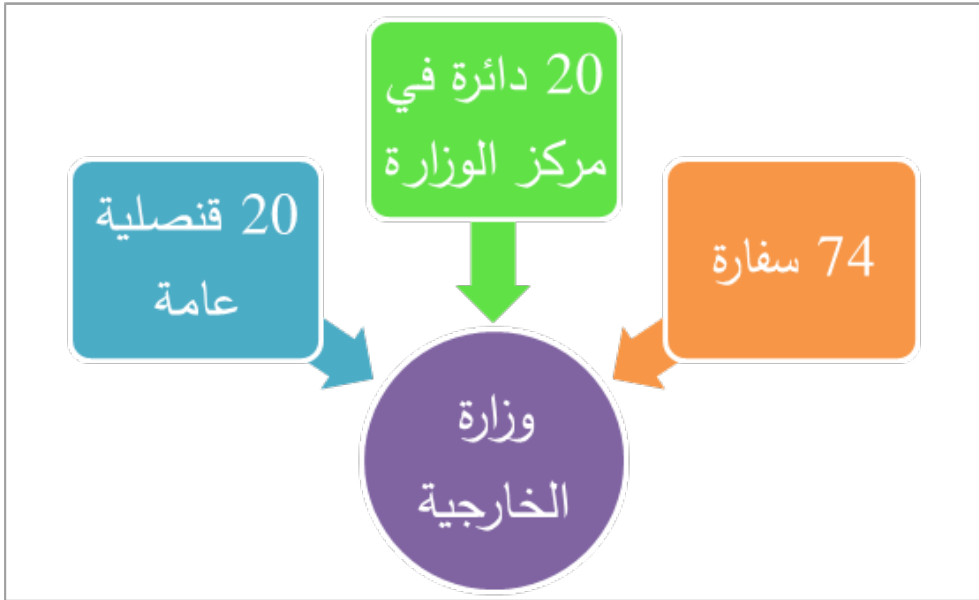 20 دائرة في
مركز الوزارة
74 سفارة
20 قنصلية
عامة
وزارة
الخارجية